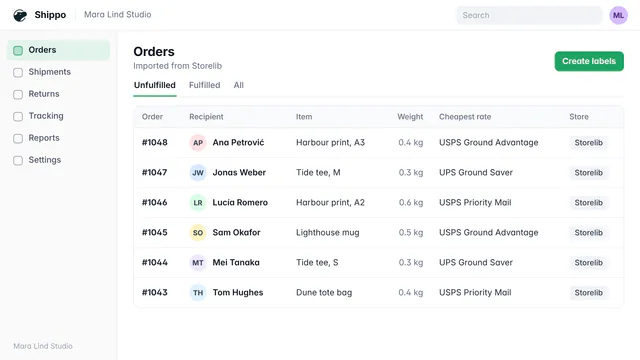 Shippo Mara Lind Studio Search ML
Orders
Shipments
Returns
Tracking
Reports
Settings
Mara Lind Studio
Orders
Imported from Storelib
Create labels
Unfulfilled Fulfilled All
Order Recipient Item Weight Cheapest rate Store
#1048 AP Ana Petrović Harbour print, A3 0.4 kg USPS Ground Advantage Storelib
#1047 JW Jonas Weber Tide tee, M 0.3 kg UPS Ground Saver Storelib
#1046 LR Lucía Romero Harbour print, A2 0.6 kg USPS Priority Mail Storelib
#1045 SO Sam Okafor Lighthouse mug 0.5 kg USPS Ground Advantage Storelib
#1044 MT Mei Tanaka Tide tee, S 0.3 kg UPS Ground Saver Storelib
#1043 TH Tom Hughes Dune tote bag 0.4 kg USPS Priority Mail Storelib